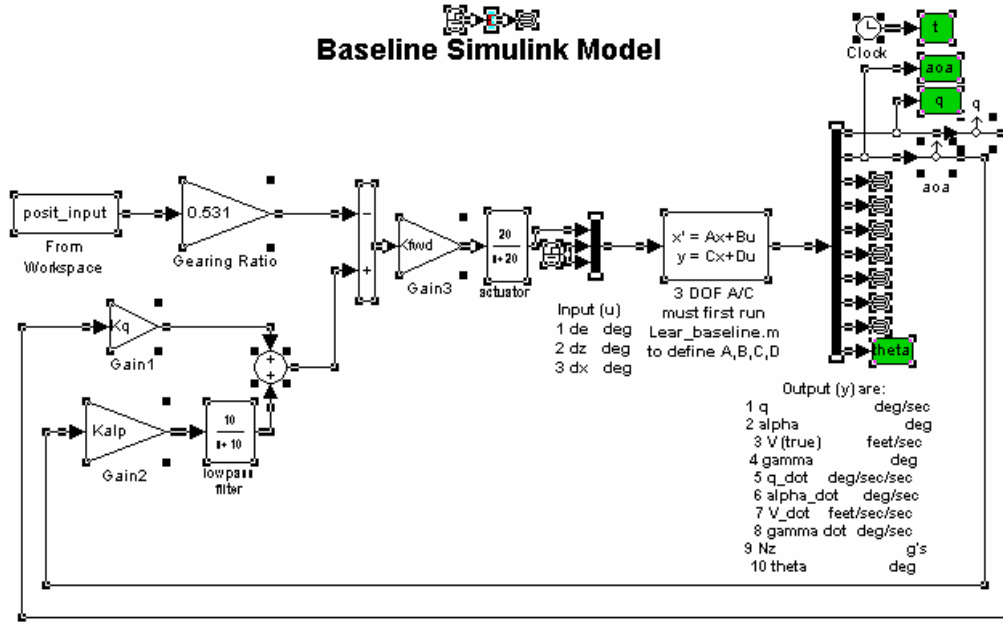 Baseline Simulink Model
Clock
t
aoa
q
q
aoa
posit_input
From
Workspace
0.531
Gearing Ratio
−
+
Kfwd
Gain3
20
s+20
actuator
Input (u)
1 de deg
2 dz deg
3 dx deg
x' = Ax+Bu
y = Cx+Du
3 DOF A/C
must first run
Lear_baseline.m
to define A,B,C,D
theta
Kq
Gain1
+
+
Kalp
Gain2
10
s+10
lowpass
filter
Output (y) are:
1 q deg/sec
2 alpha deg
3 V (true) feet/sec
4 gamma deg
5 q_dot deg/sec/sec
6 alpha_dot deg/sec
7 V_dot feet/sec/sec
8 gamma dot deg/sec
9 Nz g's
10 theta deg